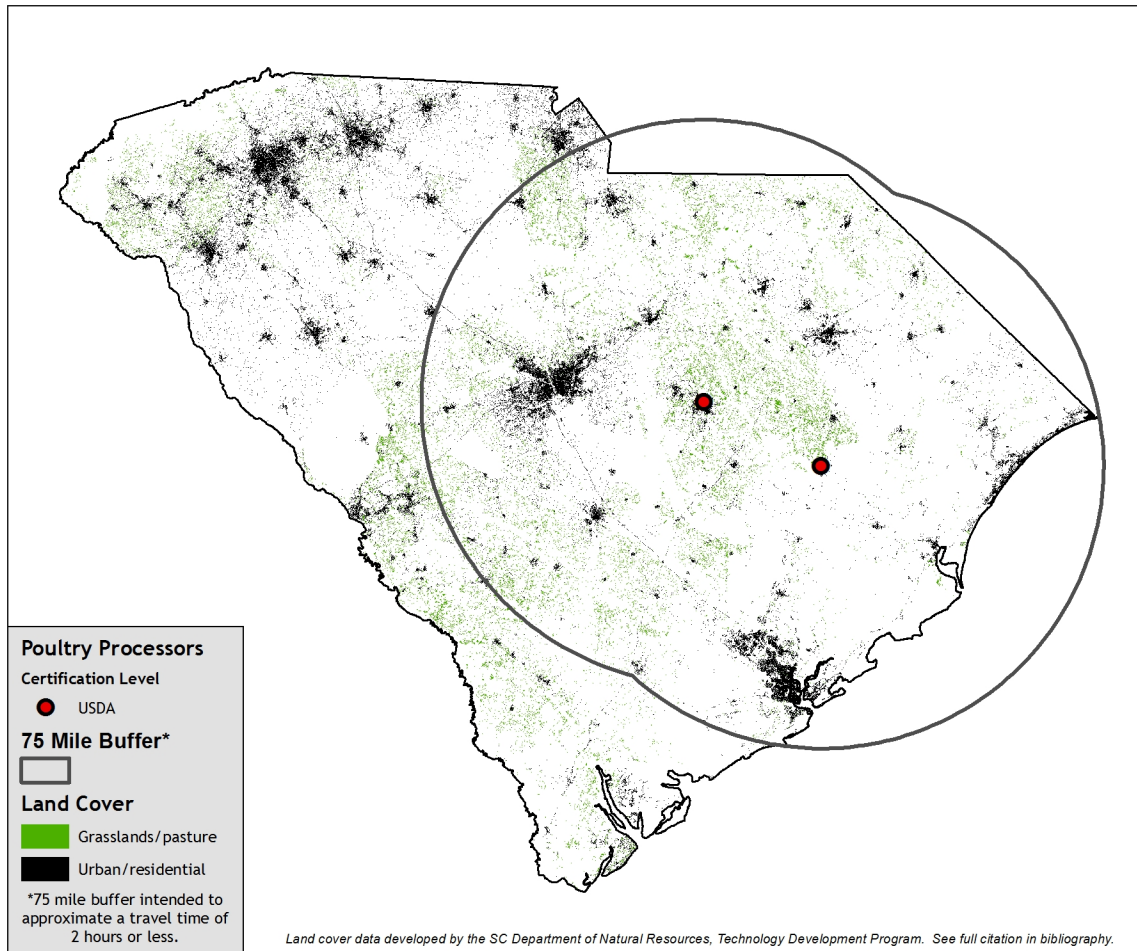 Poultry Processors
Certification Level
USDA
75 Mile Buffer*
Land Cover
Grasslands/pasture
Urban/residential
*75 mile buffer intended to
approximate a travel time of
2 hours or less.
Land cover data developed by the SC Department of Natural Resources, Technology Development Program. See full citation in bibliography.